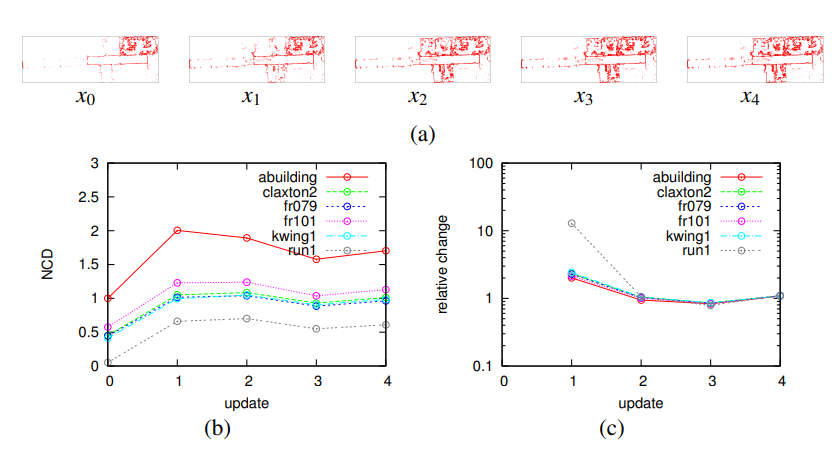 x0 x1 x2 x3 x4
(a)
3
2.5
2
1.5
1
0.5
0
NCD
abuilding
claxton2
fr079
fr101
kwing1
run1
0 1 2 3 4
update
(b)
100
10
1
0.1
relative change
abuilding
claxton2
fr079
fr101
kwing1
run1
0 1 2 3 4
update
(c)